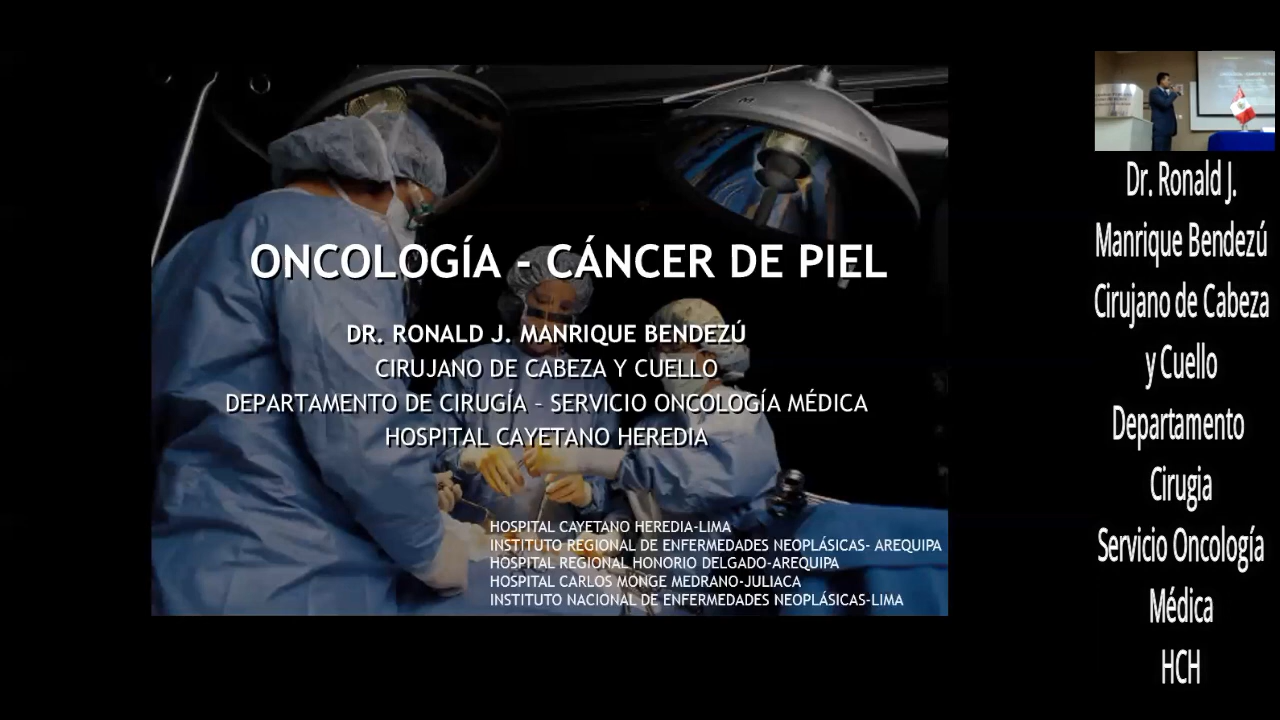 ONCOLOGÍA - CÁNCER DE PIEL
DR. RONALD J. MANRIQUE BENDEZÚ
CIRUJANO DE CABEZA Y CUELLO
DEPARTAMENTO DE CIRUGÍA – SERVICIO ONCOLOGÍA MÉDICA
HOSPITAL CAYETANO HEREDIA
HOSPITAL CAYETANO HEREDIA-LIMA
INSTITUTO REGIONAL DE ENFERMEDADES NEOPLÁSICAS- AREQUIPA
HOSPITAL REGIONAL HONORIO DELGADO-AREQUIPA
HOSPITAL CARLOS MONGE MEDRANO-JULIACA
INSTITUTO NACIONAL DE ENFERMEDADES NEOPLÁSICAS-LIMA
Dr. Ronald J.
Manrique Bendezú
Cirujano de Cabeza
y Cuello
Departamento
Cirugia
Servicio Oncología
Médica
HCH